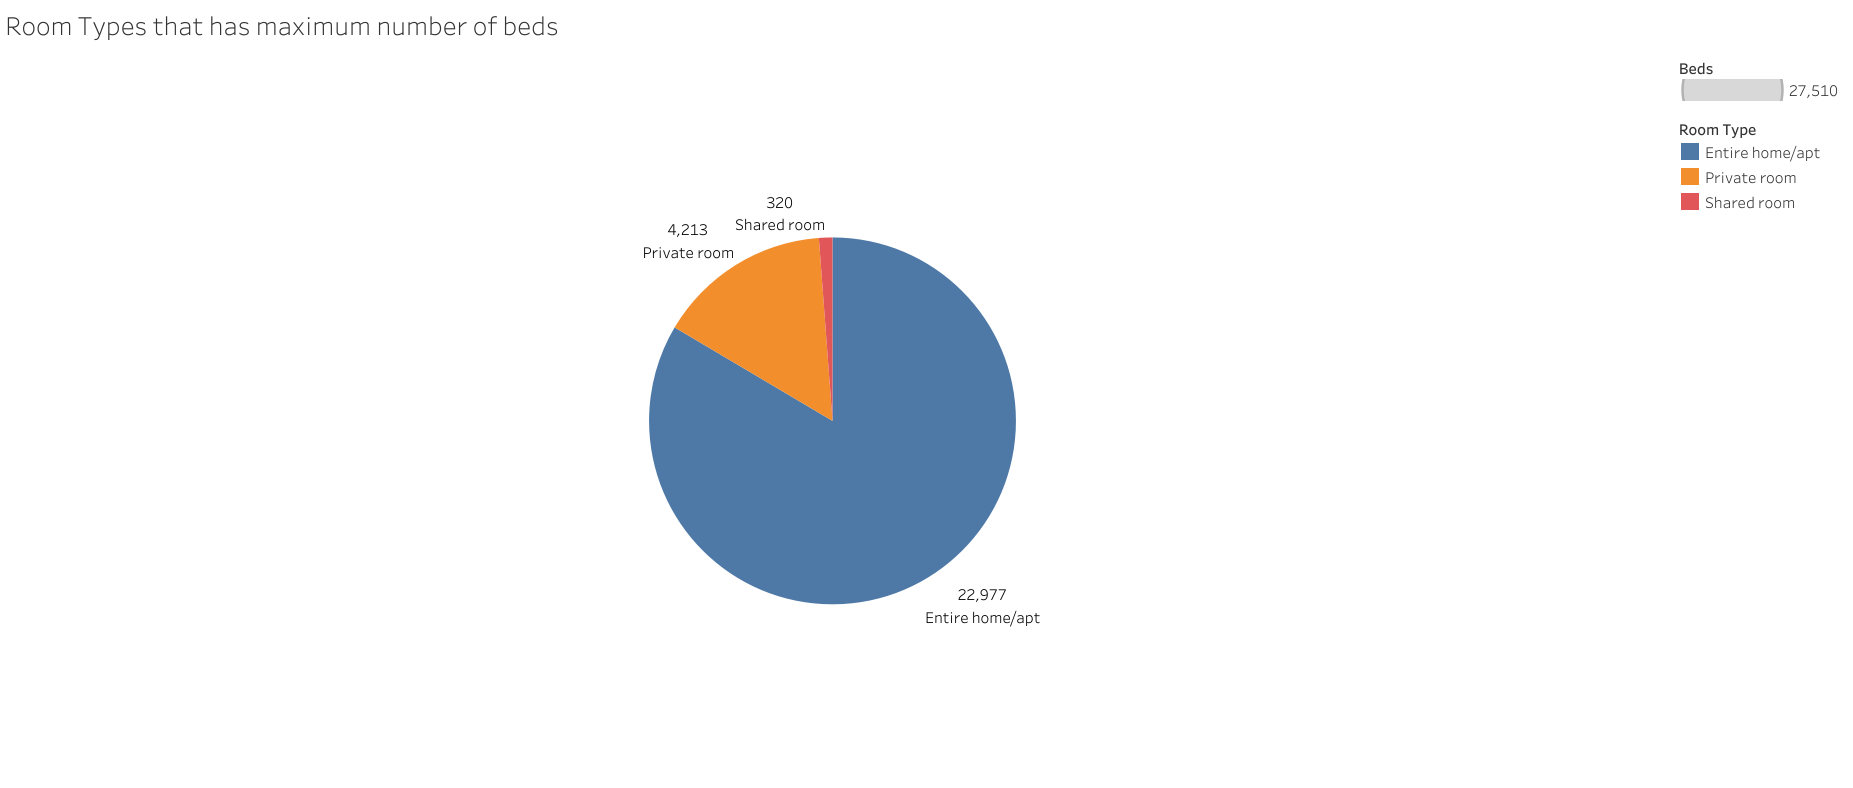 Room Types that has maximum number of beds
Beds
27,510
Room Type
Entire home/apt
Private room
Shared room
320
Shared room
4,213
Private room
22,977
Entire home/apt